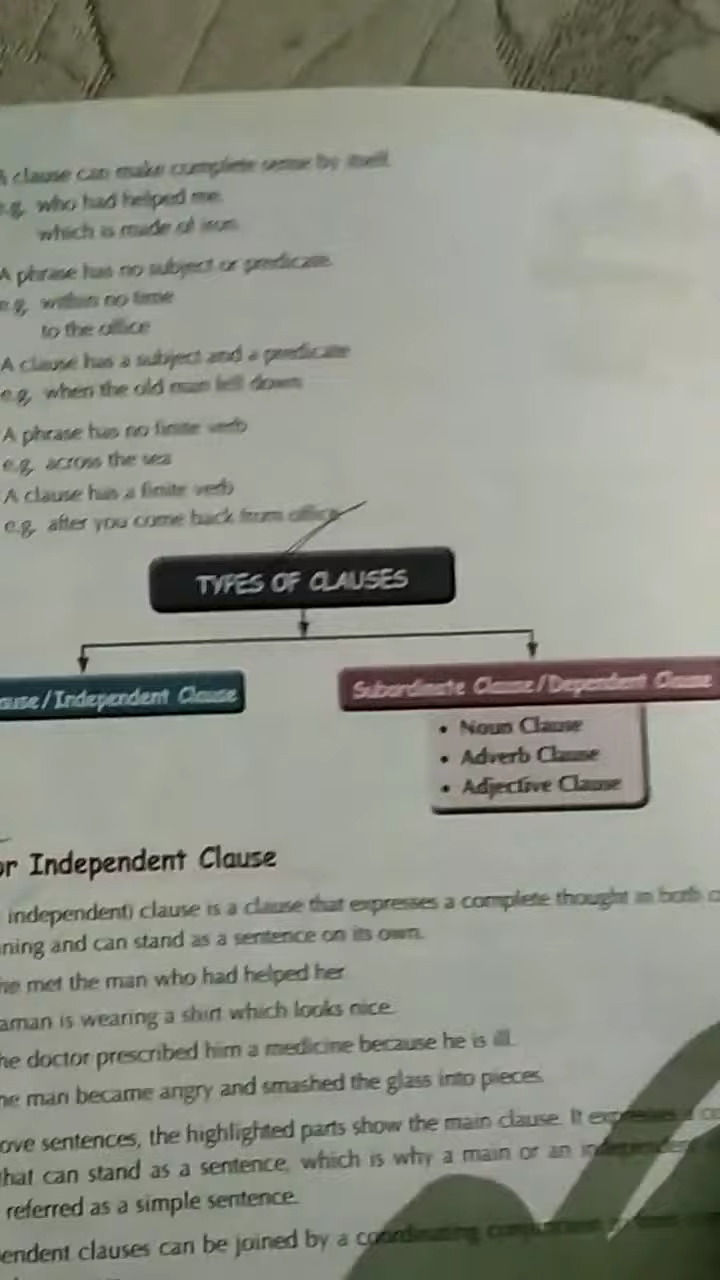 A clause can make complete sense by itself.
e.g. who had helped me.
which is made of iron.
A phrase has no subject or predicate.
e.g. within no time
to the office
A clause has a subject and a predicate
e.g. when the old man fell down
A phrase has no finite verb
e.g. across the sea
A clause has a finite verb
e.g. after you come back from office
TYPES OF CLAUSES
/Independent Clause
Subordinate Clause/Dependent Clause
• Noun Clause
• Adverb Clause
• Adjective Clause
or Independent Clause
independent) clause is a clause that expresses a complete thought in both
ning and can stand as a sentence on its own.
he met the man who had helped her
aman is wearing a shirt which looks nice.
he doctor prescribed him a medicine because he is ill.
he man became angry and smashed the glass into pieces.
ove sentences, the highlighted parts show the main clause. It expresses a
that can stand as a sentence, which is why a main or an independent
referred as a simple sentence.
endent clauses can be joined by a coordinating conjunction